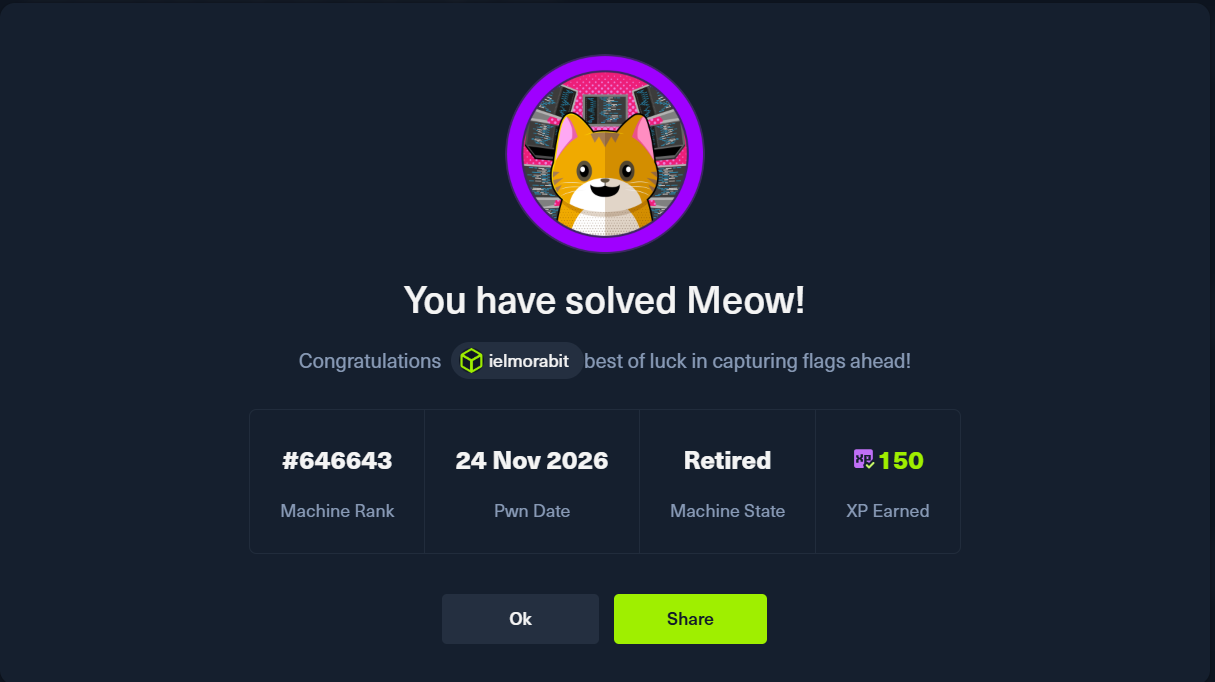 You have solved Meow!
Congratulations ielmorabit best of luck in capturing flags ahead!
#646643 24 Nov 2026 Retired XP 150
Machine Rank Pwn Date Machine State XP Earned
Ok Share